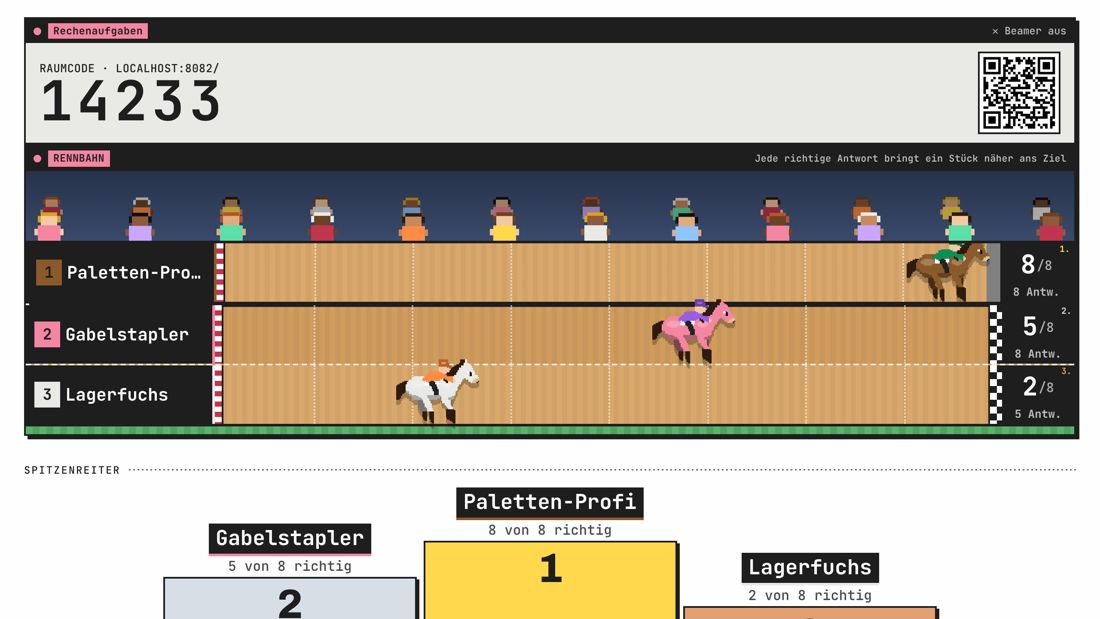 Rechenaufgaben
× Beamer aus
RAUMCODE · LOCALHOST:8082/
14233
RENNBAHN
Jede richtige Antwort bringt ein Stück näher ans Ziel
1 Paletten-Pro…
1.
8/8
8 Antw.
2 Gabelstapler
2.
5/8
8 Antw.
3 Lagerfuchs
3.
2/8
5 Antw.
SPITZENREITER
Paletten-Profi
8 von 8 richtig
1
Gabelstapler
5 von 8 richtig
2
Lagerfuchs
2 von 8 richtig